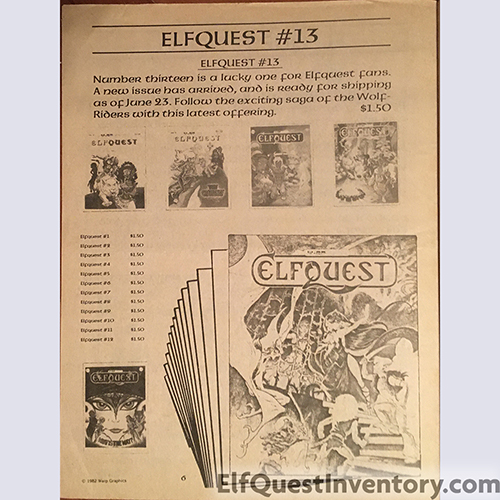 ELFQUEST #13
ELFQUEST #13
Number thirteen is a lucky one for Elfquest fans.
A new issue has arrived, and is ready for shipping
as of June 23. Follow the exciting saga of the Wolf-
Riders with this latest offering. $1.50
ELFQUEST
ELFQUEST
ELFQUEST
ELFQUEST
Elfquest #1 $1.50
Elfquest #2 $1.50
Elfquest #3 $1.50
Elfquest #4 $1.50
Elfquest #5 $1.50
Elfquest #6 $1.50
Elfquest #7 $1.50
Elfquest #8 $1.50
Elfquest #9 $1.50
Elfquest #10 $1.50
Elfquest #11 $1.50
Elfquest #12 $1.50
ELFQUEST
ELFQUEST
© 1982 Warp Graphics
6
ElfQuestInventory.com